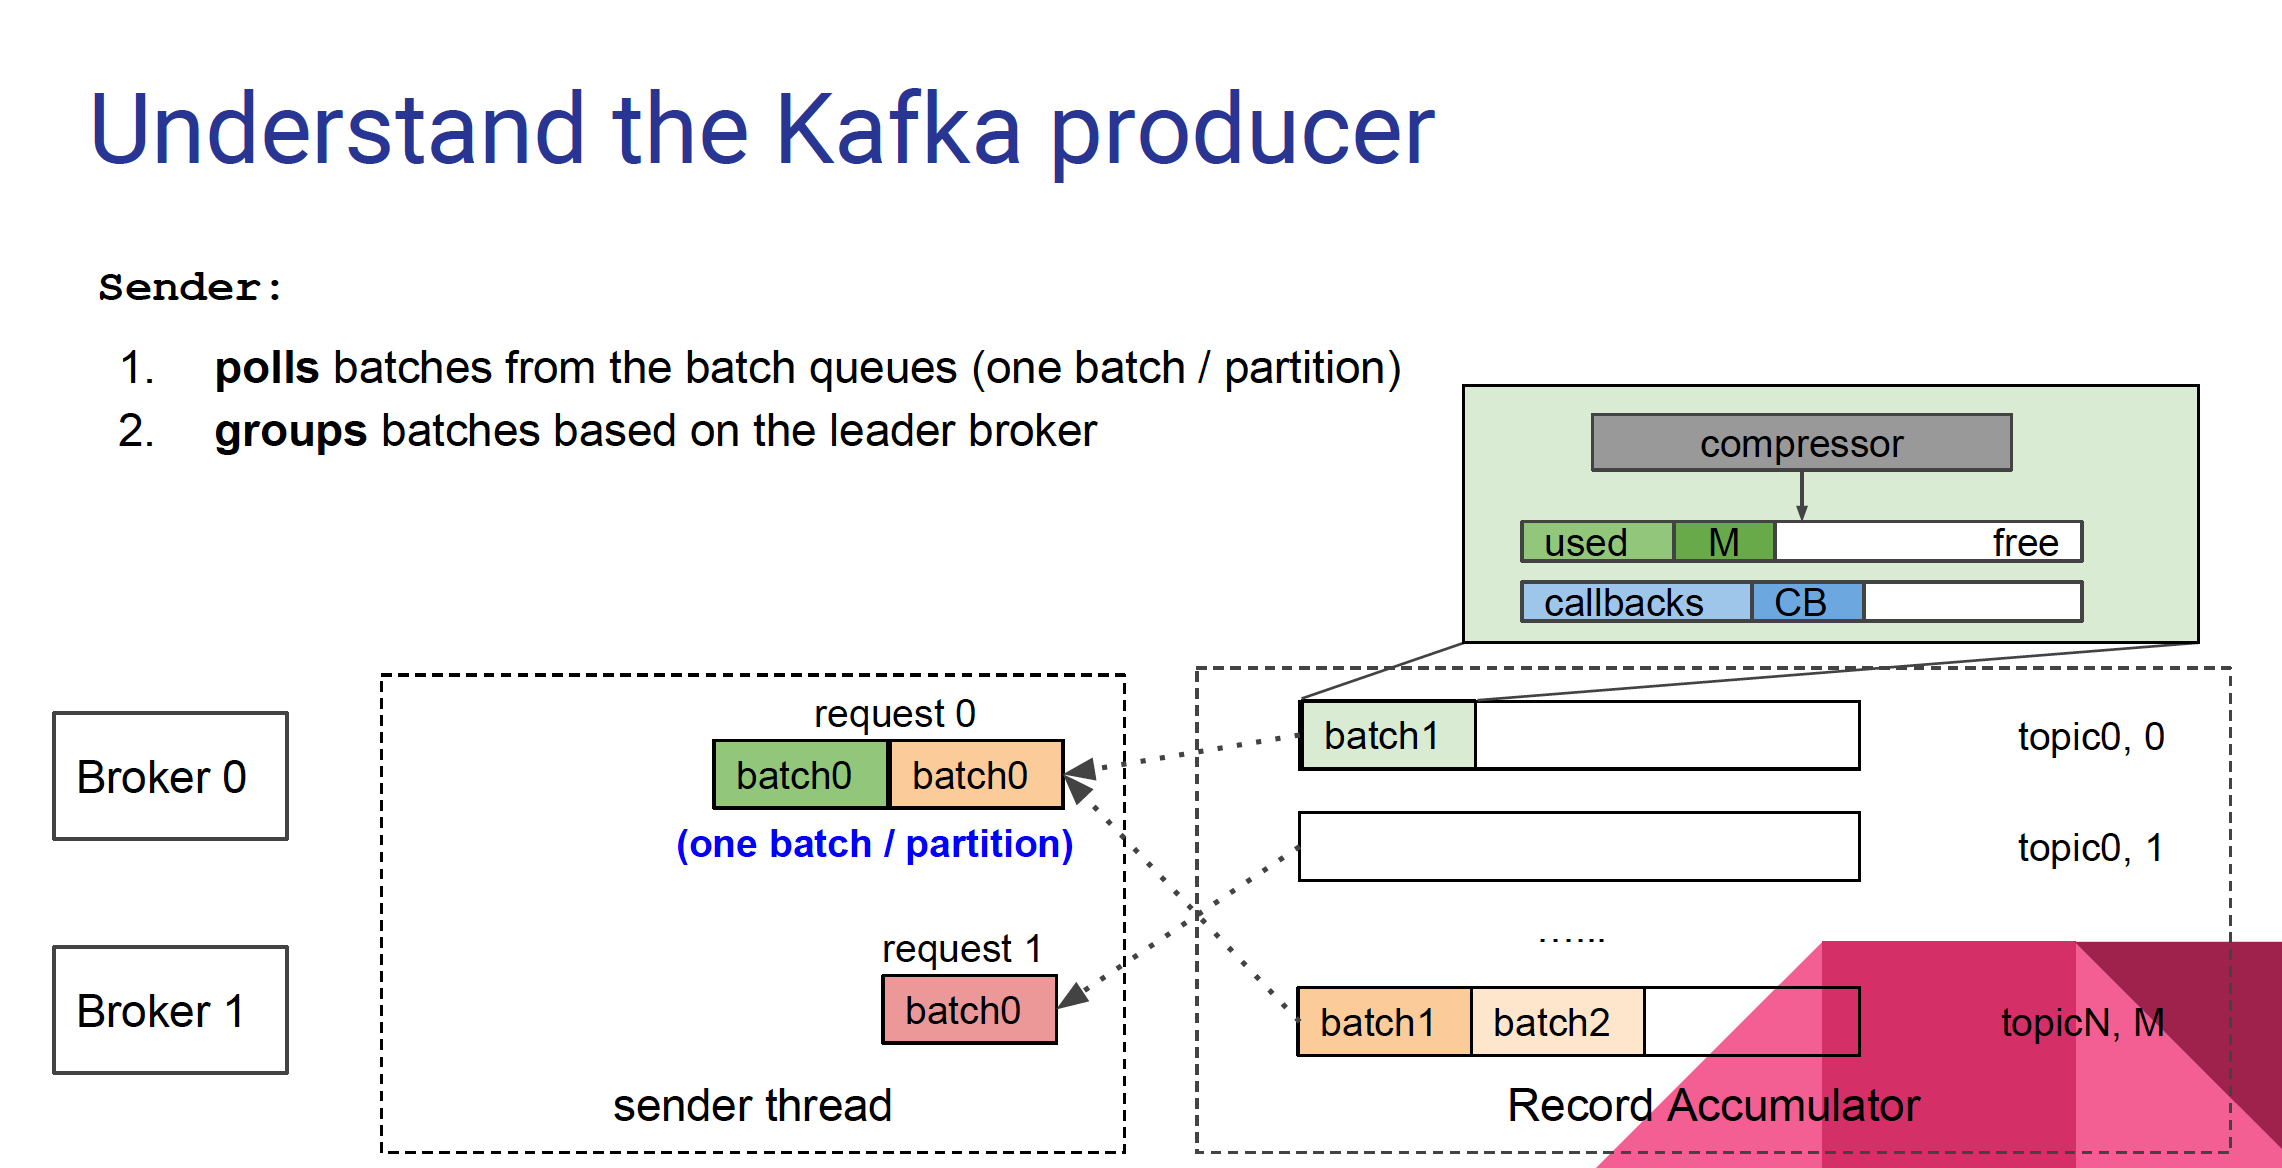 Understand the Kafka producer
Sender:
1. polls batches from the batch queues (one batch / partition)
2. groups batches based on the leader broker
compressor
used M free
callbacks CB
request 0
batch0 batch0
(one batch / partition)
Broker 0
batch1
topic0, 0
topic0, 1
......
request 1
batch0
Broker 1
batch1 batch2
topicN, M
sender thread
Record Accumulator